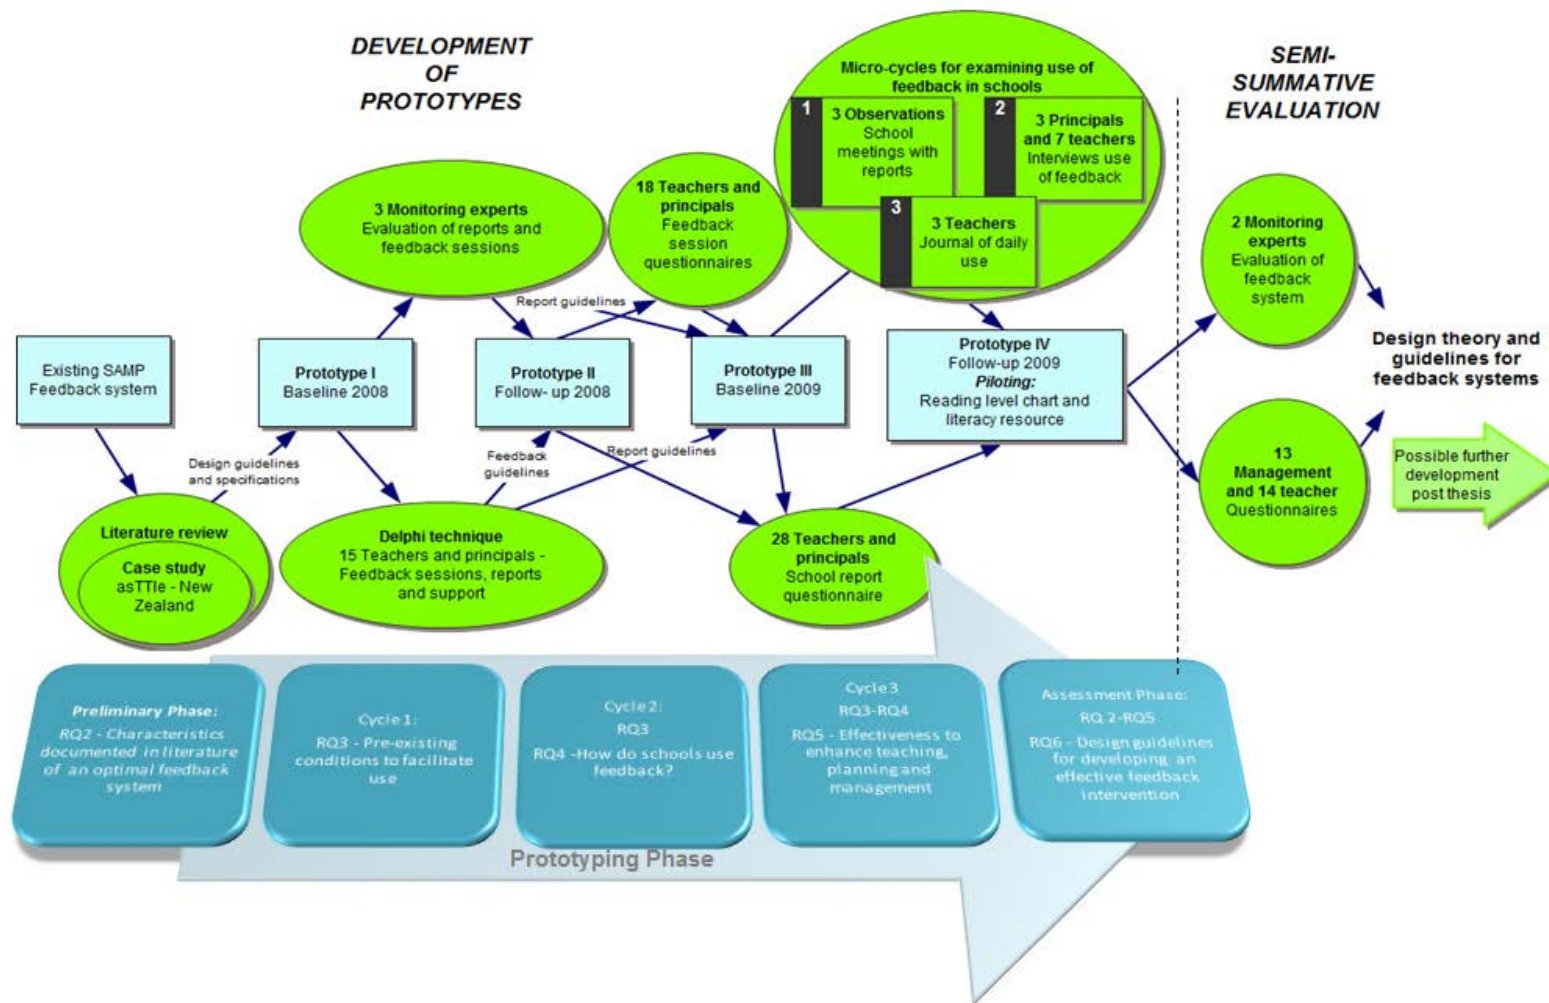 DEVELOPMENT
OF
PROTOTYPES
SEMI-
SUMMATIVE
EVALUATION
Micro-cycles for examining use of
feedback in schools
1
3 Observations
School
meetings with
reports
2
3 Principals
and 7 teachers
Interviews use
of feedback
3
3 Teachers
Journal of daily
use
18 Teachers and
principals
Feedback
session
questionnaires
3 Monitoring experts
Evaluation of reports and
feedback sessions
2 Monitoring
experts
Evaluation of
feedback
system
Report guidelines
Existing SAMP
Feedback system
Prototype I
Baseline 2008
Prototype II
Follow- up 2008
Prototype III
Baseline 2009
Prototype IV
Follow-up 2009
Piloting:
Reading level chart and
literacy resource
Design theory and
guidelines for
feedback systems
Design guidelines
and specifications
Feedback
guidelines
Report guidelines
13
Management
and 14 teacher
Questionnaires
Possible further
development
post thesis
Literature review
Case study
asTTle - New
Zealand
Delphi technique
15 Teachers and principals -
Feedback sessions, reports
and support
28 Teachers and
principals
School report
questionnaire
Preliminary Phase:
RQ2 - Characteristics
documented in literature
of an optimal feedback
system
Cycle 1:
RQ3 - Pre-existing
conditions to facilitate
use
Cycle 2:
RQ3
RQ4 -How do schools use
feedback?
Cycle 3
RQ3-RQ4
RQ5 - Effectiveness to
enhance teaching,
planning and
management
Assessment Phase:
RQ 2-RQ5
RQ6 - Design guidelines
for developing an
effective feedback
intervention
Prototyping Phase